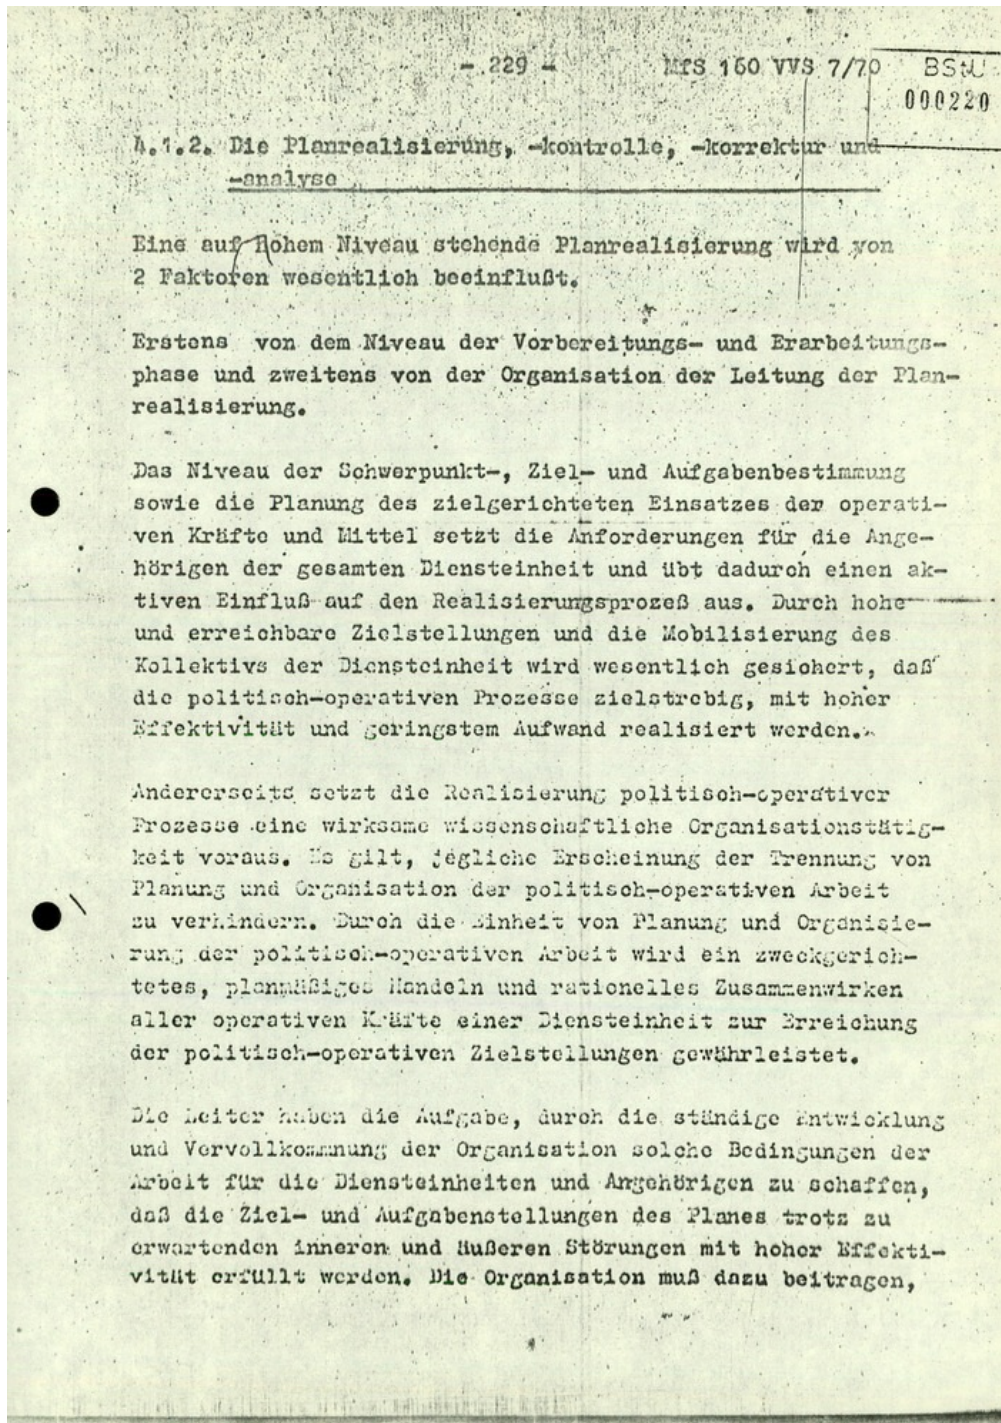 - 229 -
MfS 160 VVS 7/70
BStU
000220
4.1.2. Die Planrealisierung, -kontrolle, -korrektur und
-analyse
Eine auf hohem Niveau stehende Planrealisierung wird von
2 Faktoren wesentlich beeinflußt.
Erstens von dem Niveau der Vorbereitungs- und Erarbeitungs-
phase und zweitens von der Organisation der Leitung der Plan-
realisierung.
Das Niveau der Schwerpunkt-, Ziel- und Aufgabenbestimmung
sowie die Planung des zielgerichteten Einsatzes der operati-
ven Kräfte und Mittel setzt die Anforderungen für die Ange-
hörigen der gesamten Diensteinheit und übt dadurch einen ak-
tiven Einfluß auf den Realisierungsprozeß aus. Durch hohe
und erreichbare Zielstellungen und die Mobilisierung des
Kollektivs der Diensteinheit wird wesentlich gesichert, daß
die politisch-operativen Prozesse zielstrebig, mit hoher
Effektivität und geringstem Aufwand realisiert werden.
Andererseits setzt die Realisierung politisch-operativer
Prozesse eine wirksame wissenschaftliche Organisationstätig-
keit voraus. Es gilt, jegliche Erscheinung der Trennung von
Planung und Organisation der politisch-operativen Arbeit
zu verhindern. Durch die Einheit von Planung und Organisie-
rung der politisch-operativen Arbeit wird ein zweckgerich-
tetes, planmäßiges Handeln und rationelles Zusammenwirken
aller operativen Kräfte einer Diensteinheit zur Erreichung
der politisch-operativen Zielstellungen gewährleistet.
Die Leiter haben die Aufgabe, durch die ständige Entwicklung
und Vervollkommnung der Organisation solche Bedingungen der
Arbeit für die Diensteinheiten und Angehörigen zu schaffen,
daß die Ziel- und Aufgabenstellungen des Planes trotz zu
erwartenden inneren und äußeren Störungen mit hoher Effekti-
vität erfüllt werden. Die Organisation muß dazu beitragen,